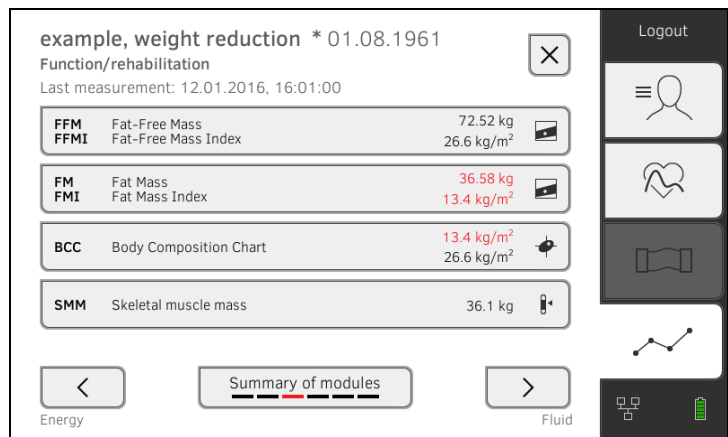 example, weight reduction * 01.08.1961
Function/rehabilitation
Last measurement: 12.01.2016, 16:01:00
Logout
FFM Fat-Free Mass 72.52 kg
FFMI Fat-Free Mass Index 26.6 kg/m²
FM Fat Mass 36.58 kg
FMI Fat Mass Index 13.4 kg/m²
BCC Body Composition Chart 13.4 kg/m²
26.6 kg/m²
SMM Skeletal muscle mass 36.1 kg
Summary of modules
Energy
Fluid